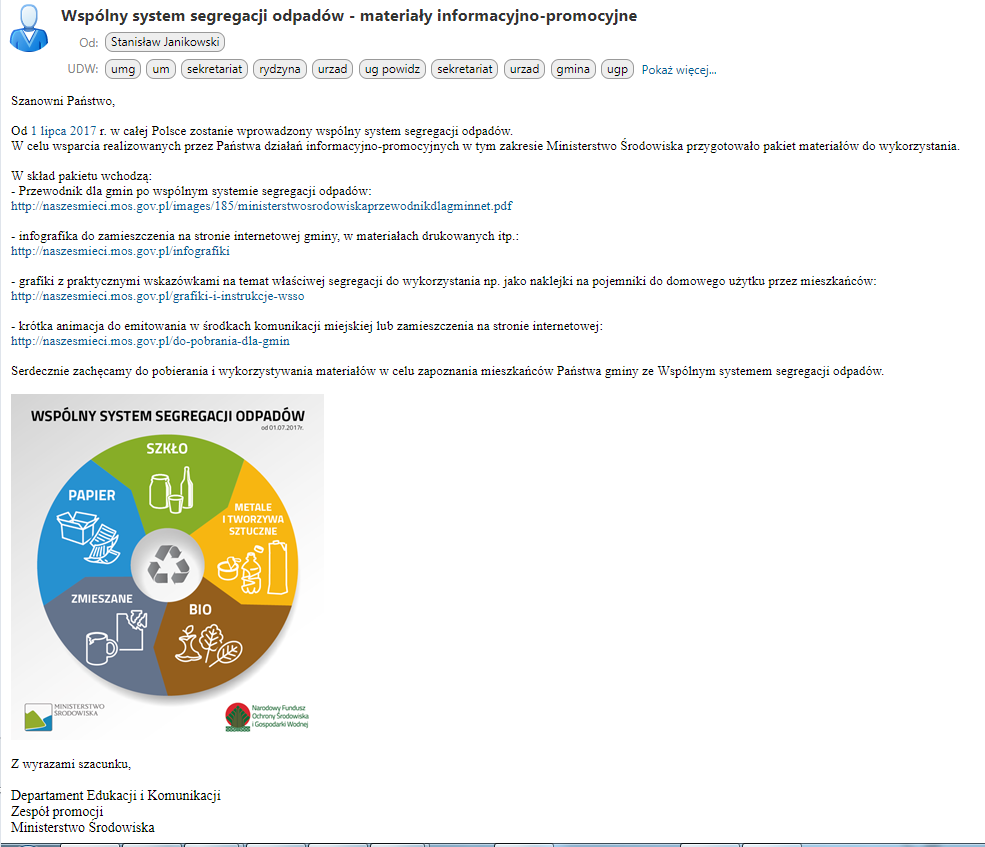 Wspólny system segregacji odpadów - materiały informacyjno-promocyjne
Od: Stanisław Janikowski
UDW: umg um sekretariat rydzyna urzad ug powidz sekretariat urzad gmina ugp Pokaż więcej...
Szanowni Państwo,
Od 1 lipca 2017 r. w całej Polsce zostanie wprowadzony wspólny system segregacji odpadów.
W celu wsparcia realizowanych przez Państwa działań informacyjno-promocyjnych w tym zakresie Ministerstwo Środowiska przygotowało pakiet materiałów do wykorzystania.
W skład pakietu wchodzą:
- Przewodnik dla gmin po wspólnym systemie segregacji odpadów:
http://naszesmieci.mos.gov.pl/images/185/ministerstwosrodowiskaprzewodnikdlagminnet.pdf
- infografika do zamieszczenia na stronie internetowej gminy, w materiałach drukowanych itp.:
http://naszesmieci.mos.gov.pl/infografiki
- grafiki z praktycznymi wskazówkami na temat właściwej segregacji do wykorzystania np. jako naklejki na pojemniki do domowego użytku przez mieszkańców:
http://naszesmieci.mos.gov.pl/grafiki-i-instrukcje-wsso
- krótka animacja do emitowania w środkach komunikacji miejskiej lub zamieszczenia na stronie internetowej:
http://naszesmieci.mos.gov.pl/do-pobrania-dla-gmin
Serdecznie zachęcamy do pobierania i wykorzystywania materiałów w celu zapoznania mieszkańców Państwa gminy ze Wspólnym systemem segregacji odpadów.
WSPÓLNY SYSTEM SEGREGACJI ODPADÓW
od 01.07.2017r.
SZKŁO
PAPIER
METALE
I TWORZYWA
SZTUCZNE
ZMIESZANE
BIO
MINISTERSTWO
ŚRODOWISKA
Narodowy Fundusz
Ochrony Środowiska
i Gospodarki Wodnej
Z wyrazami szacunku,
Departament Edukacji i Komunikacji
Zespół promocji
Ministerstwo Środowiska